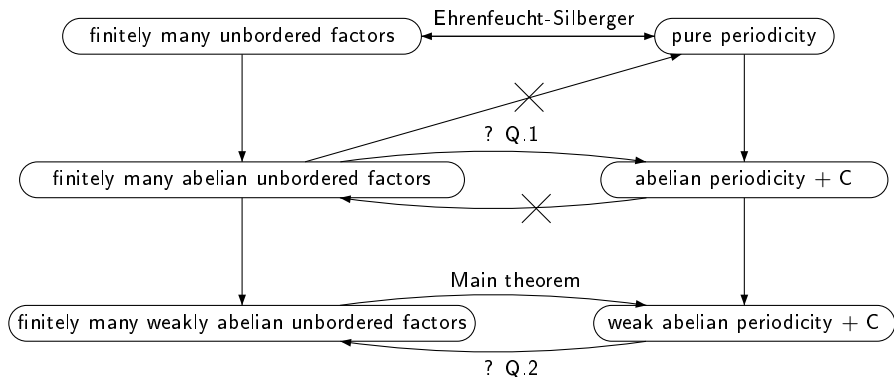 Ehrenfeucht-Silberger
finitely many unbordered factors
pure periodicity
? Q.1
finitely many abelian unbordered factors
abelian periodicity + C
Main theorem
finitely many weakly abelian unbordered factors
weak abelian periodicity + C
? Q.2